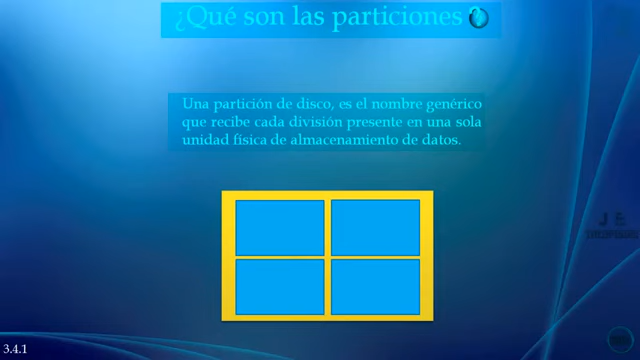 ¿Qué son las particiones ?
Una partición de disco, es el nombre genérico
que recibe cada división presente en una sola
unidad física de almacenamiento de datos.
J E
3.4.1